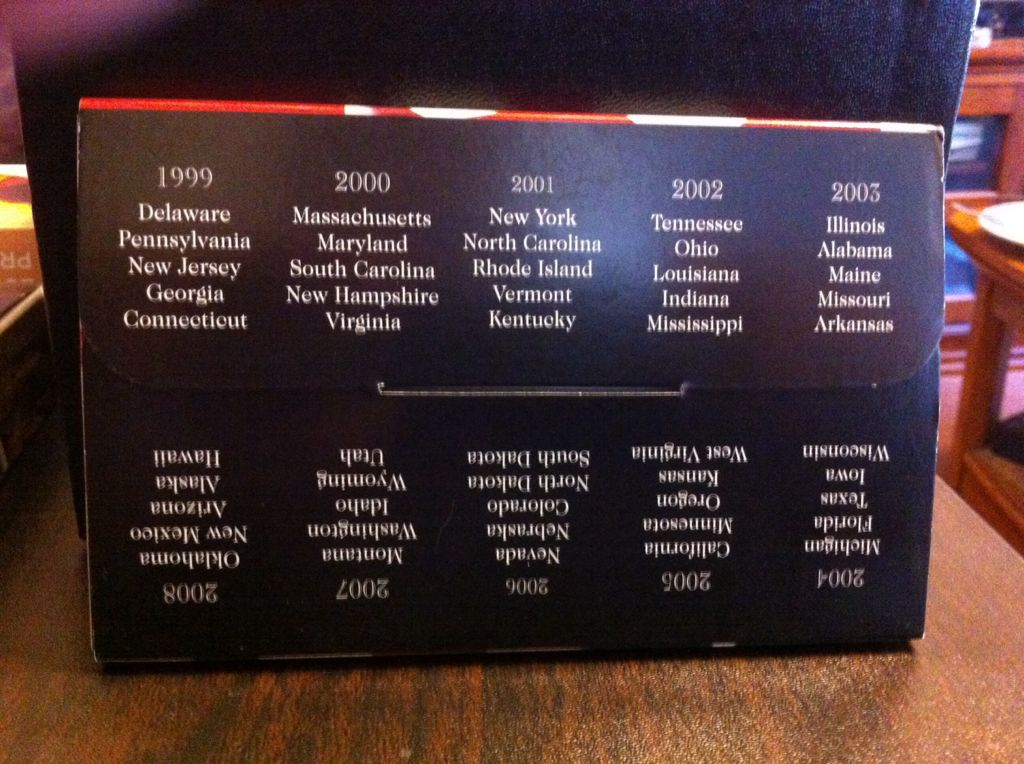 1999
Delaware
Pennsylvania
New Jersey
Georgia
Connecticut
2000
Massachusetts
Maryland
South Carolina
New Hampshire
Virginia
2001
New York
North Carolina
Rhode Island
Vermont
Kentucky
2002
Tennessee
Ohio
Louisiana
Indiana
Mississippi
2003
Illinois
Alabama
Maine
Missouri
Arkansas
2004
Michigan
Florida
Texas
Iowa
Wisconsin
2005
California
Minnesota
Oregon
Kansas
West Virginia
2006
Nevada
Nebraska
Colorado
North Dakota
South Dakota
2007
Montana
Washington
Idaho
Wyoming
Utah
2008
Oklahoma
New Mexico
Arizona
Alaska
Hawaii